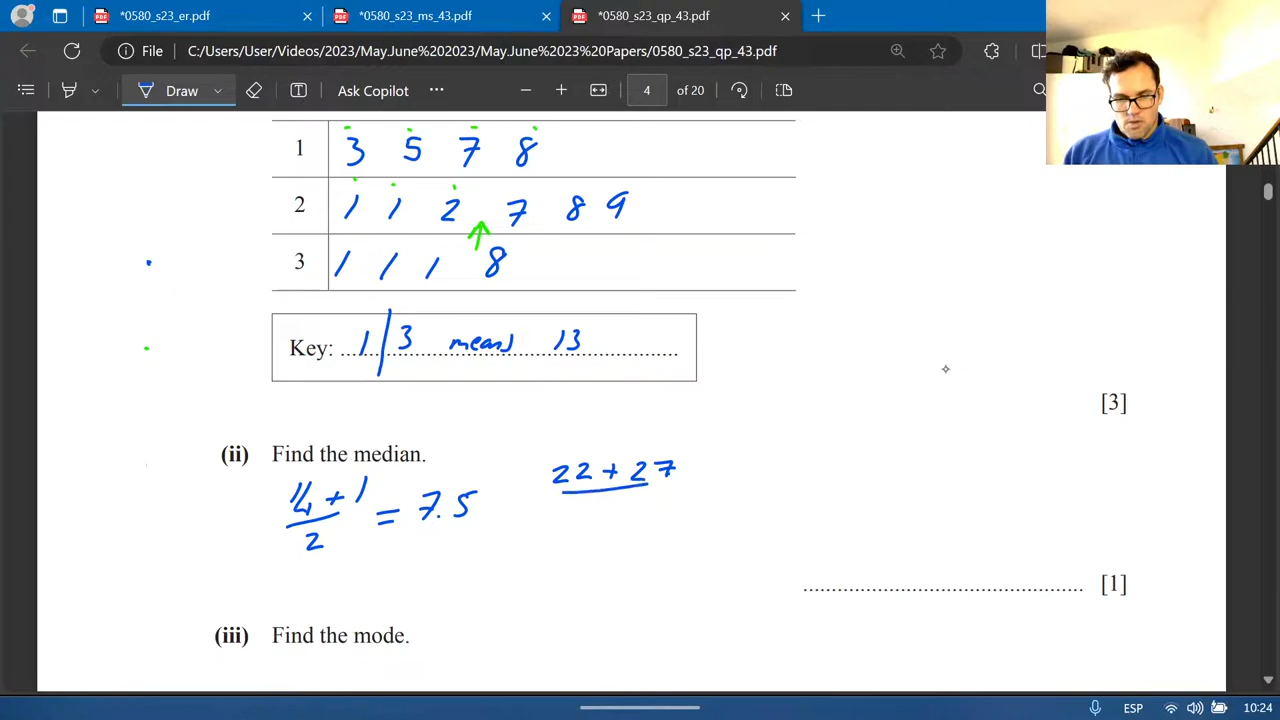 *0580_s23_er.pdf
*0580_s23_ms_43.pdf
*0580_s23_qp_43.pdf
File C:/Users/User/Videos/2023/May.June%202023/May.June%2023%20Papers/0580_s23_qp_43.pdf
Draw
Ask Copilot
4 of 20
1 3 5 7 8
2 1 1 2 7 8 9
3 1 1 1 8
Key: 1 | 3 means 13
[3]
(ii) Find the median.
14 + 1 / 2 = 7.5
22 + 27
[1]
(iii) Find the mode.
ESP 10:24